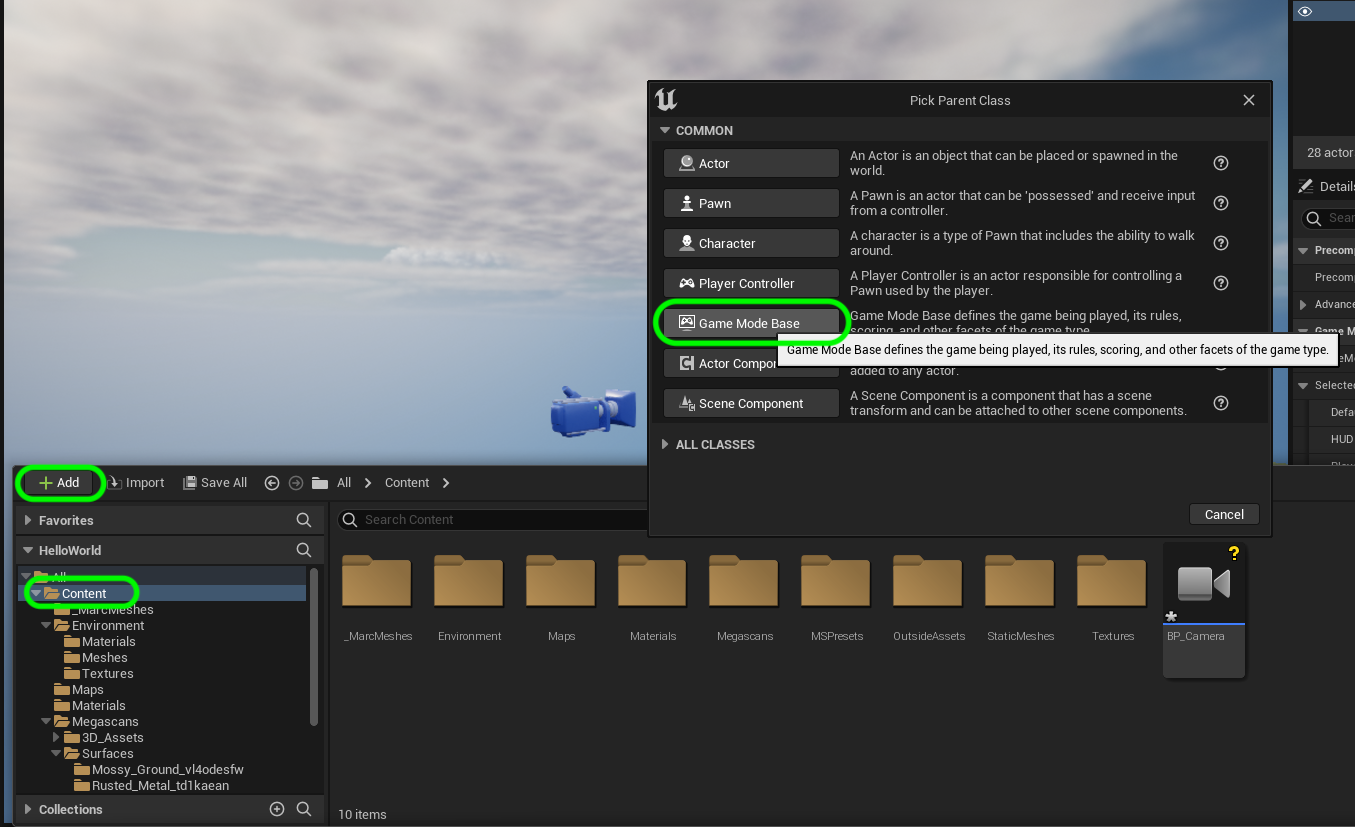 Pick Parent Class
COMMON
Actor
An Actor is an object that can be placed or spawned in the
world.
Pawn
A Pawn is an actor that can be 'possessed' and receive input
from a controller.
Character
A character is a type of Pawn that includes the ability to walk
around.
Player Controller
A Player Controller is an actor responsible for controlling a
Pawn used by the player.
Game Mode Base
Game Mode Base defines the game being played, its rules,
scoring, and other facets of the game type.
Game Mode Base defines the game being played, its rules, scoring, and other facets of the game type.
Actor Compo
added to any actor.
Scene Component
A Scene Component is a component that has a scene
transform and can be attached to other scene components.
ALL CLASSES
Cancel
28 actor
Details
Sear
Precom
Precom
Advance
Game M
Selected
Defa
HUD
Add
Import
Save All
All
Content
Favorites
HelloWorld
All
Content
_MarcMeshes
Environment
Materials
Meshes
Textures
Maps
Materials
Megascans
3D_Assets
Surfaces
Mossy_Ground_vl4odesfw
Rusted_Metal_td1kaean
Collections
Search Content
_MarcMeshes
Environment
Maps
Materials
Megascans
MSPresets
OutsideAssets
StaticMeshes
Textures
BP_Camera
10 items